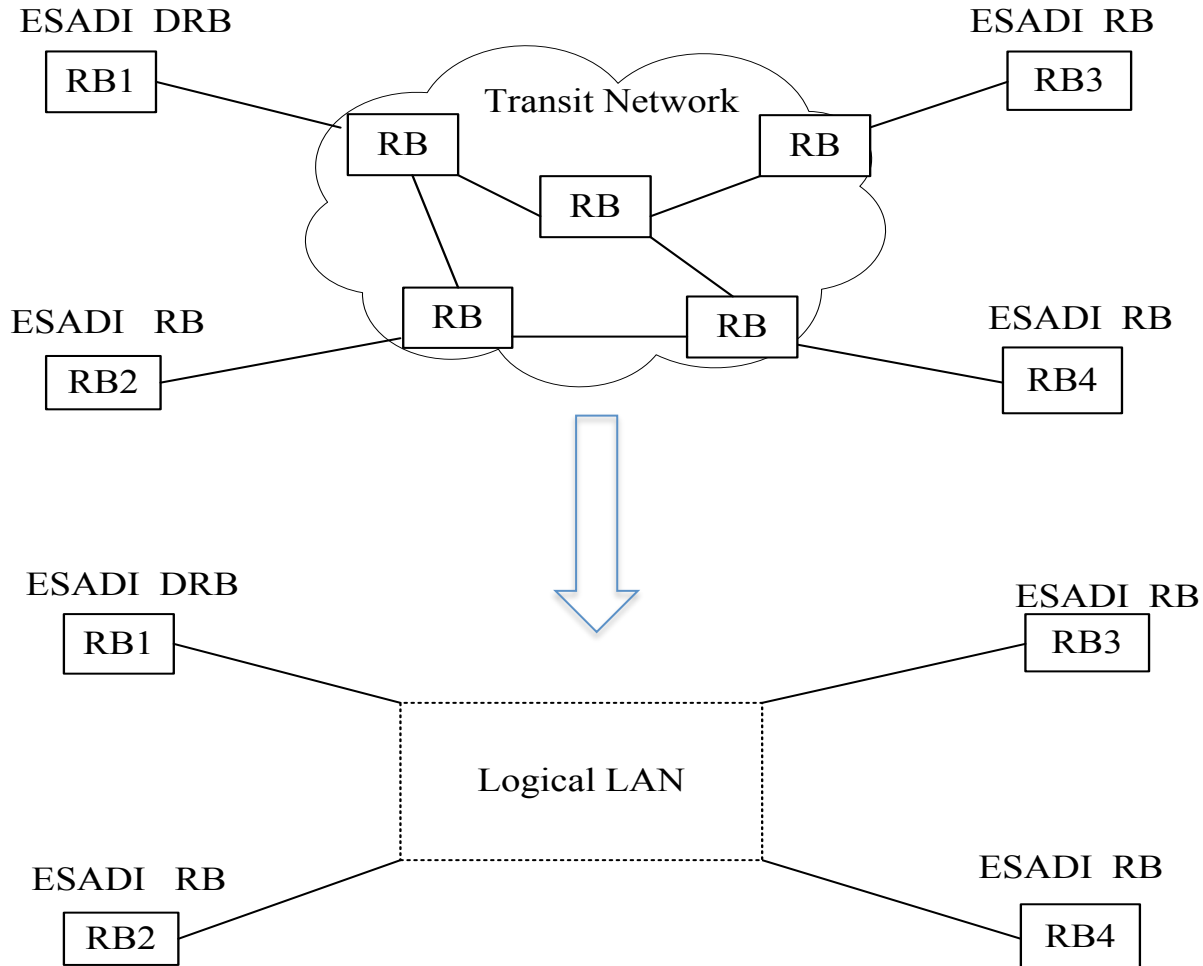 ESADI DRB
ESADI RB
RB1
RB3
Transit Network
RB
RB
RB
RB
RB
ESADI RB
ESADI RB
RB2
RB4
ESADI DRB
ESADI RB
RB1
RB3
Logical LAN
ESADI RB
ESADI RB
RB2
RB4